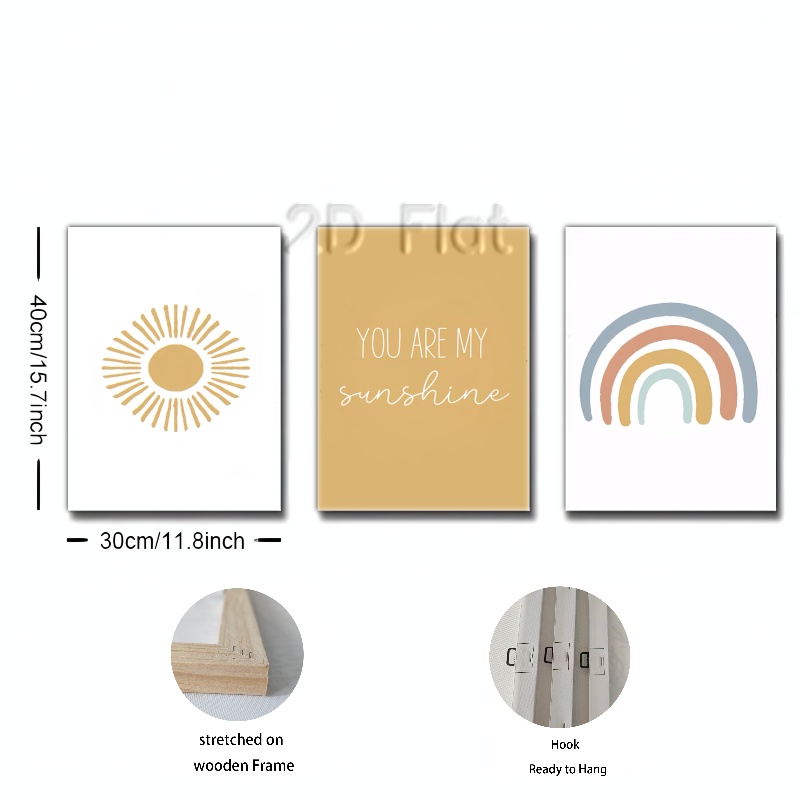 2D Flat
40cm/15.7inch
YOU ARE MY
sunshine
30cm/11.8inch
stretched on
wooden Frame
Hook
Ready to Hang